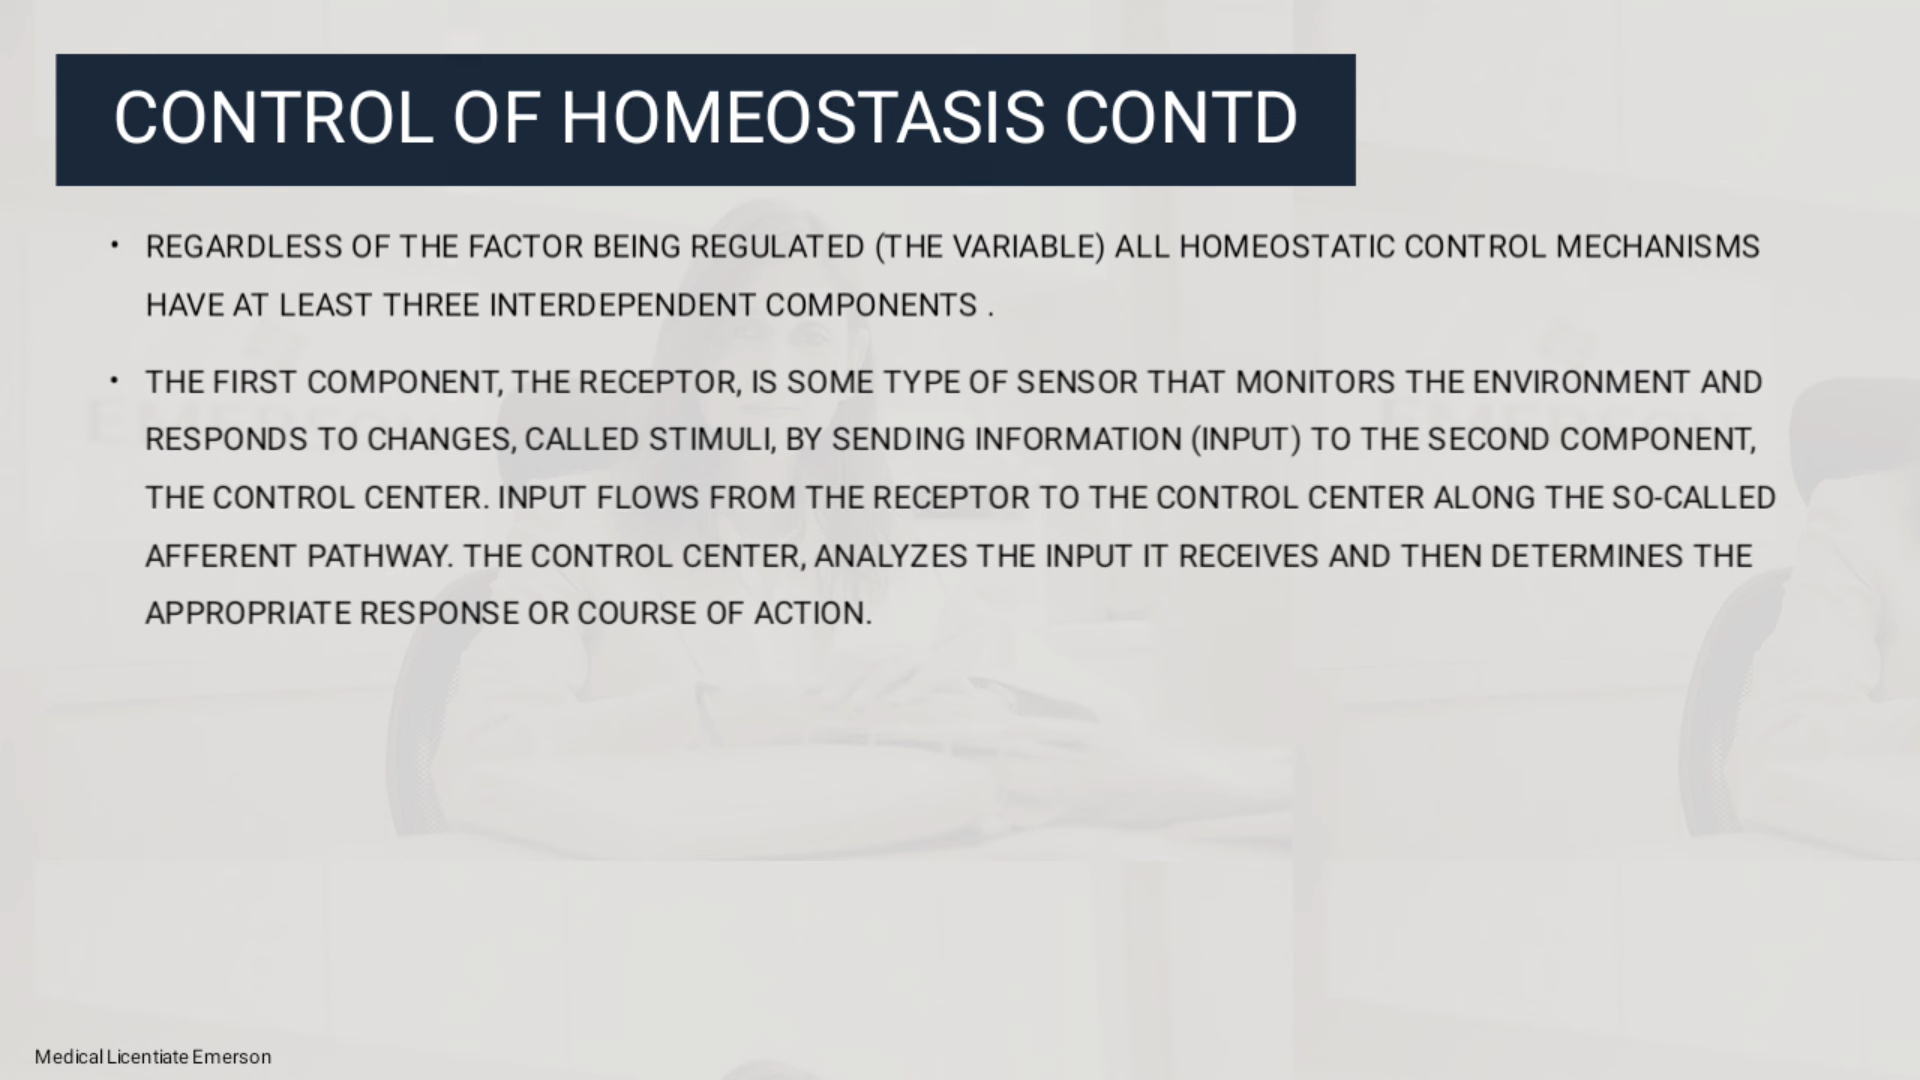 CONTROL OF HOMEOSTASIS CONTD
• REGARDLESS OF THE FACTOR BEING REGULATED (THE VARIABLE) ALL HOMEOSTATIC CONTROL MECHANISMS
HAVE AT LEAST THREE INTERDEPENDENT COMPONENTS .
• THE FIRST COMPONENT, THE RECEPTOR, IS SOME TYPE OF SENSOR THAT MONITORS THE ENVIRONMENT AND
RESPONDS TO CHANGES, CALLED STIMULI, BY SENDING INFORMATION (INPUT) TO THE SECOND COMPONENT,
THE CONTROL CENTER. INPUT FLOWS FROM THE RECEPTOR TO THE CONTROL CENTER ALONG THE SO-CALLED
AFFERENT PATHWAY. THE CONTROL CENTER, ANALYZES THE INPUT IT RECEIVES AND THEN DETERMINES THE
APPROPRIATE RESPONSE OR COURSE OF ACTION.
Medical Licentiate Emerson